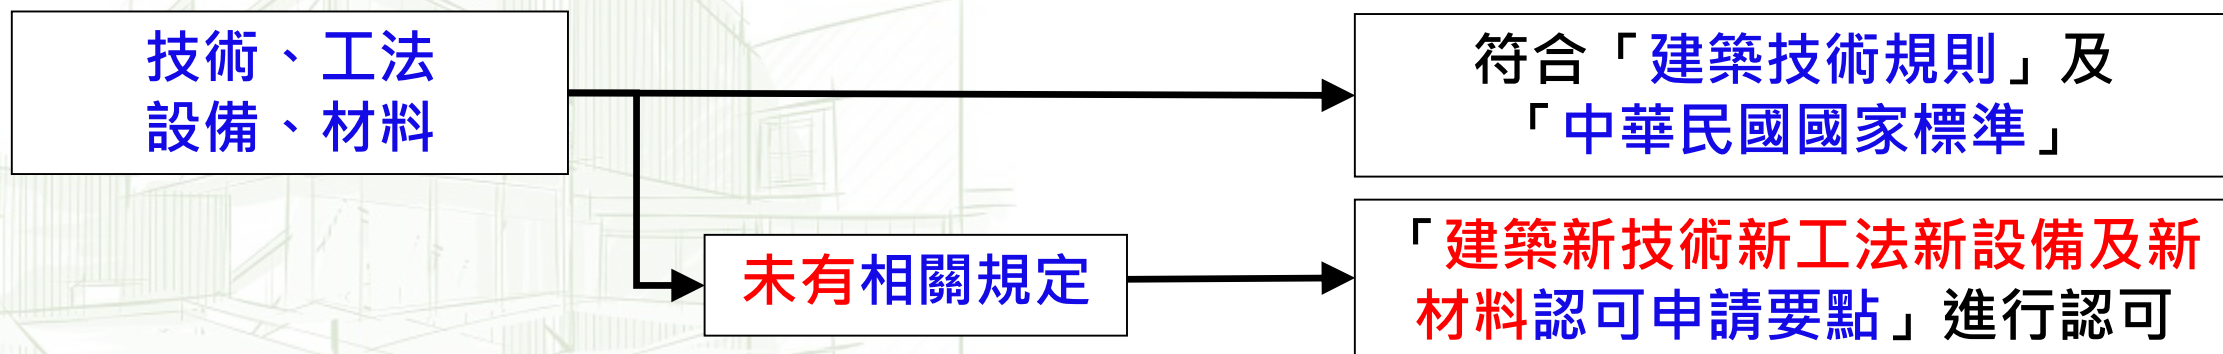 技術、工法
設備、材料
符合「建築技術規則」及
「中華民國國家標準」
未有相關規定
「建築新技術新工法新設備及新
材料認可申請要點」進行認可